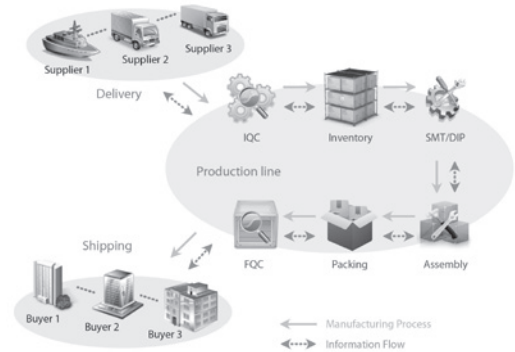 Supplier 1
Supplier 2
Supplier 3
Delivery
IQC
Inventory
SMT/DIP
Production line
FQC
Packing
Assembly
Shipping
Buyer 1
Buyer 2
Buyer 3
Manufacturing Process
Information Flow